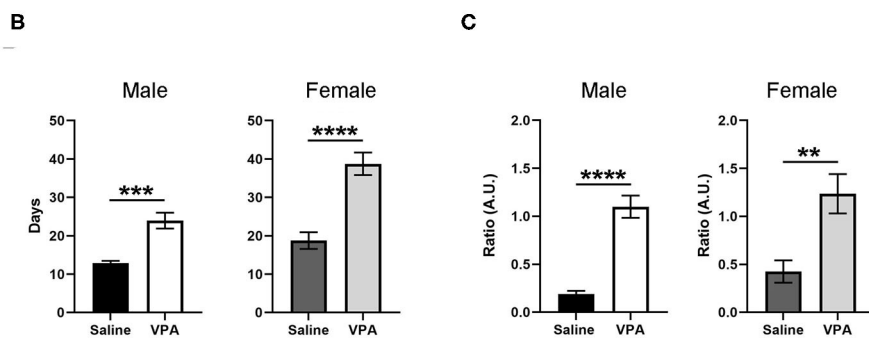 B
C
Male
Female
Male
Female
Days
50
40
30
20
10
0
***
Saline
VPA
50
40
30
20
10
0
****
Saline
VPA
Ratio (A.U.)
2.0
1.5
1.0
0.5
0.0
****
Saline
VPA
Ratio (A.U.)
2.0
1.5
1.0
0.5
0.0
**
Saline
VPA